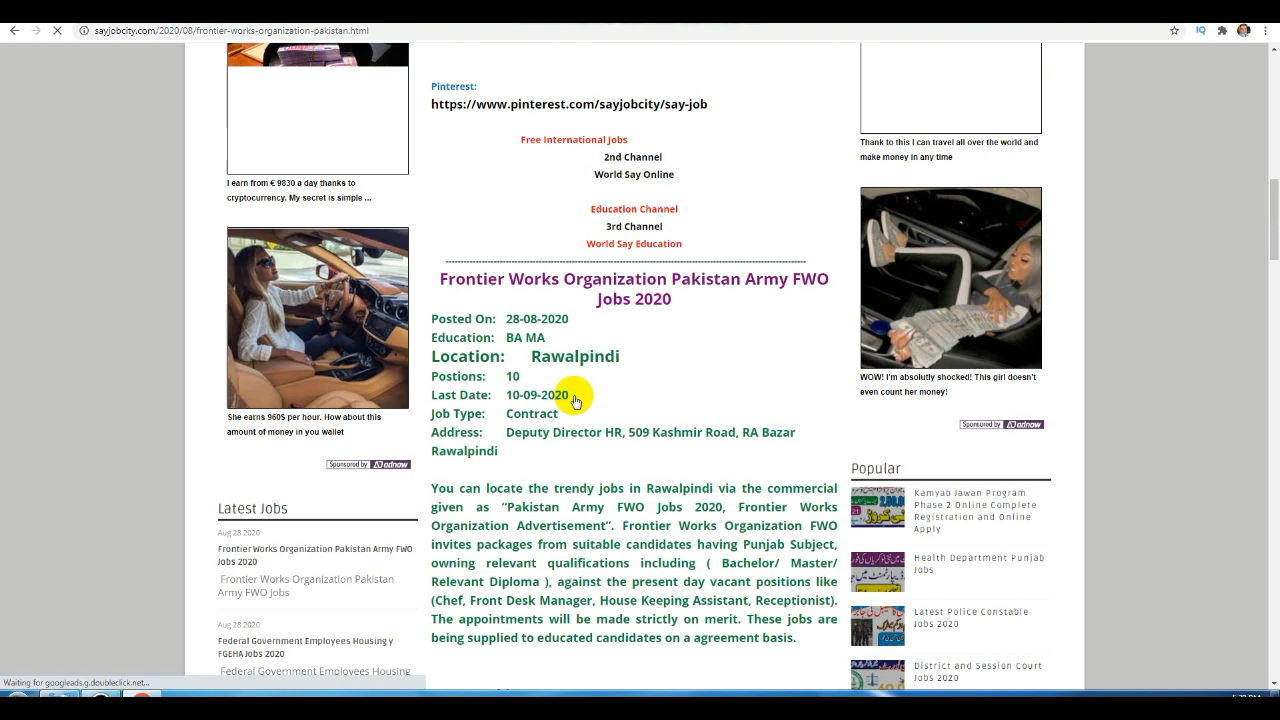 sayjobcity.com/2020/08/frontier-works-organization-pakistan.html
Pinterest:
https://www.pinterest.com/sayjobcity/say-job
Free International Jobs
2nd Channel
World Say Online
Education Channel
3rd Channel
World Say Education
Frontier Works Organization Pakistan Army FWO
Jobs 2020
Posted On: 28-08-2020
Education: BA MA
Location: Rawalpindi
Postions: 10
Last Date: 10-09-2020
Job Type: Contract
Address: Deputy Director HR, 509 Kashmir Road, RA Bazar
Rawalpindi
You can locate the trendy jobs in Rawalpindi via the commercial
given as “Pakistan Army FWO Jobs 2020, Frontier Works
Organization Advertisement”. Frontier Works Organization FWO
invites packages from suitable candidates having Punjab Subject,
owning relevant qualifications including ( Bachelor/ Master/
Relevant Diploma ), against the present day vacant positions like
(Chef, Front Desk Manager, House Keeping Assistant, Receptionist).
The appointments will be made strictly on merit. These jobs are
being supplied to educated candidates on a agreement basis.
I earn from € 9830 a day thanks to
cryptocurrency. My secret is simple ...
She earns 960$ per hour. How about this
amount of money in you wallet
Sponsored by adnow
Latest Jobs
Aug 28 2020
Frontier Works Organization Pakistan Army FWO
Jobs 2020
Frontier Works Organization Pakistan
Army FWO Jobs
Aug 28 2020
Federal Government Employees Housing y
FGEHA Jobs 2020
Federal Government Employees Housing
Thank to this I can travel all over the world and
make money in any time
WOW! I'm absolutly shocked! This girl doesn't
even count her money!
Sponsored by adnow
Popular
Kamyab Jawan Program
Phase 2 Online Complete
Registration and Online
Apply
Health Department Punjab
Jobs
Latest Police Constable
Jobs 2020
District and Session Court
Jobs 2020
Waiting for googleads.g.doubleclick.net...